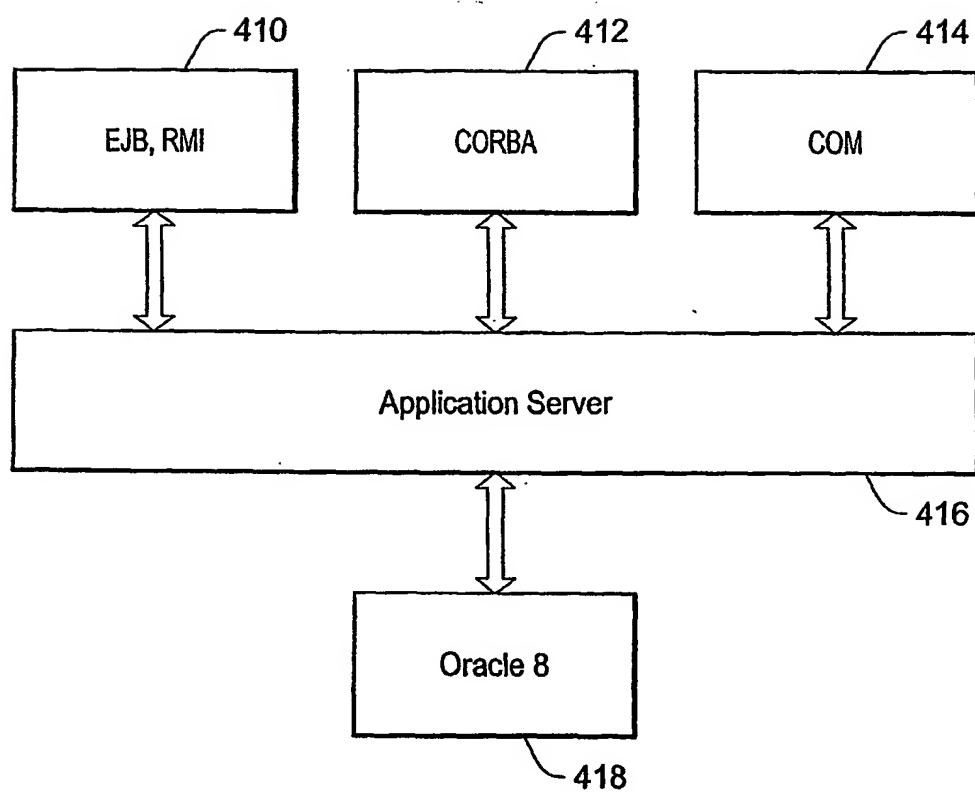 410
412
414
EJB, RMI
CORBA
COM
Application Server
416
Oracle 8
418